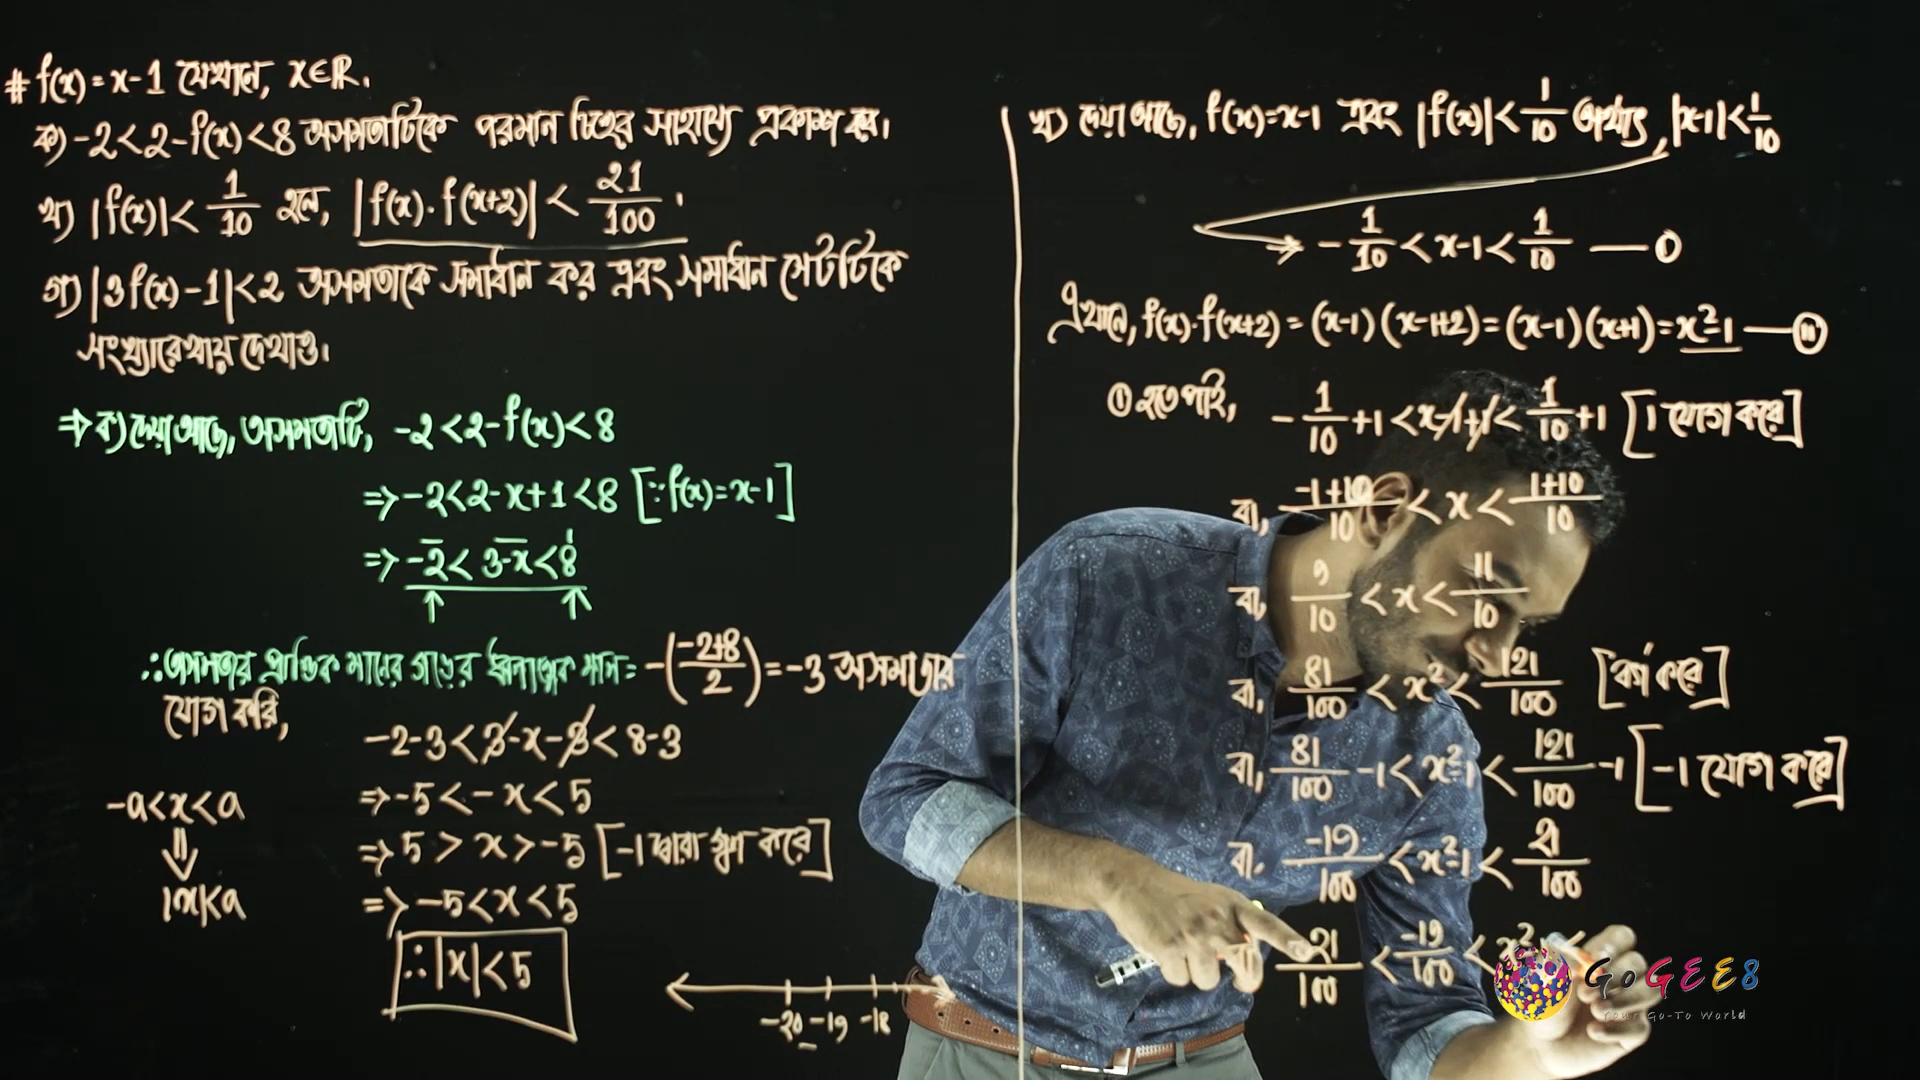 # f(x) = x-1 যেখানে, x∈ℝ.
ক) -2<2-f(x)<8 অসমতাটিকে পরমান চিহ্নের সাহায্যে প্রকাশ কর।
খ) |f(x)| < 1/10 হলে, |f(x)·f(x+2)| < 21/100 .
গ) |3f(x)-1|<2 অসমতাকে সমাধান কর এবং সমাধান সেটটিকে
সংখ্যারেখায় দেখাও।
⇒ ক) দেয়া আছে, অসমতাটি, -2<2-f(x)<8
⇒ -2<2-x+1<8 [∵f(x)=x-1]
⇒ -2< 3-x<8
∴ অসমতার প্রান্তিক মানের গড়ের ঋণাত্মক মান= -(-2+8/2) = -3 অসমতায়
যোগ করি,
-2-3<3-x-3< 8-3
⇒ -5<-x<5
⇒ 5 > x > -5 [-1 দ্বারা গুণ করে]
⇒ -5<x<5
∴|x|<5
-a<x<a
⇓
|x|<a
-20 -19 -18
খ) দেয়া আছে, f(x)=x-1 এবং |f(x)|< 1/10 অর্থাৎ, |x-1|< 1/10
→ -1/10 < x-1 < 1/10 —— ①
এখানে, f(x)·f(x+2) = (x-1)(x-1+2) = (x-1)(x+1) = x²-1 —— ⑪
① হতে পাই, -1/10+1 < x-1+1 < 1/10+1 [1 যোগ করে]
বা, -1+10/10 < x < 1+10/10
বা, 9/10 < x < 11/10
বা, 81/100 < x² < 121/100 [বর্গ করে]
বা, 81/100 -1 < x²-1 < 121/100 -1 [-1 যোগ করে]
বা, -19/100 < x²-1 < 21/100
21/100 < -19/100 < x²
GoGEE8
Your Go-To World